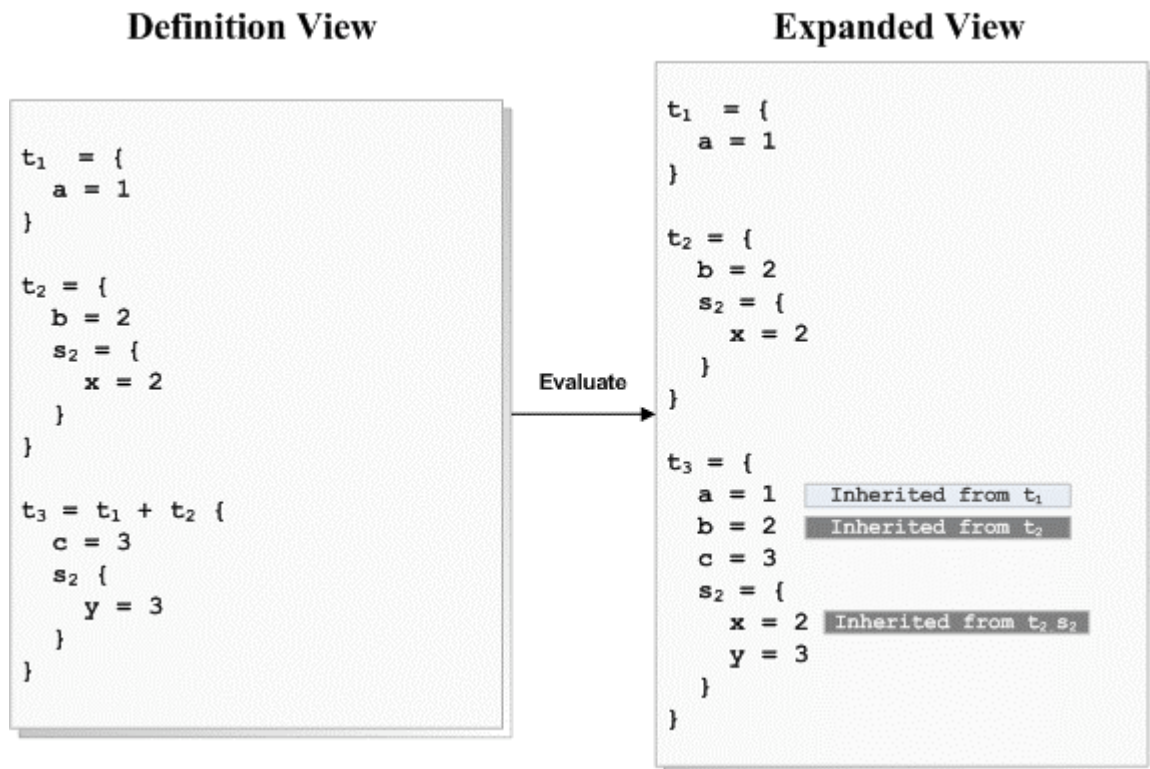 Definition View
t₁ = {
a = 1
}
t₂ = {
b = 2
s₂ = {
x = 2
}
}
t₃ = t₁ + t₂ {
c = 3
s₂ {
y = 3
}
}
Evaluate
Expanded View
t₁ = {
a = 1
}
t₂ = {
b = 2
s₂ = {
x = 2
}
}
t₃ = {
a = 1 Inherited from t₁
b = 2 Inherited from t₂
c = 3
s₂ = {
x = 2 Inherited from t₂.s₂
y = 3
}
}